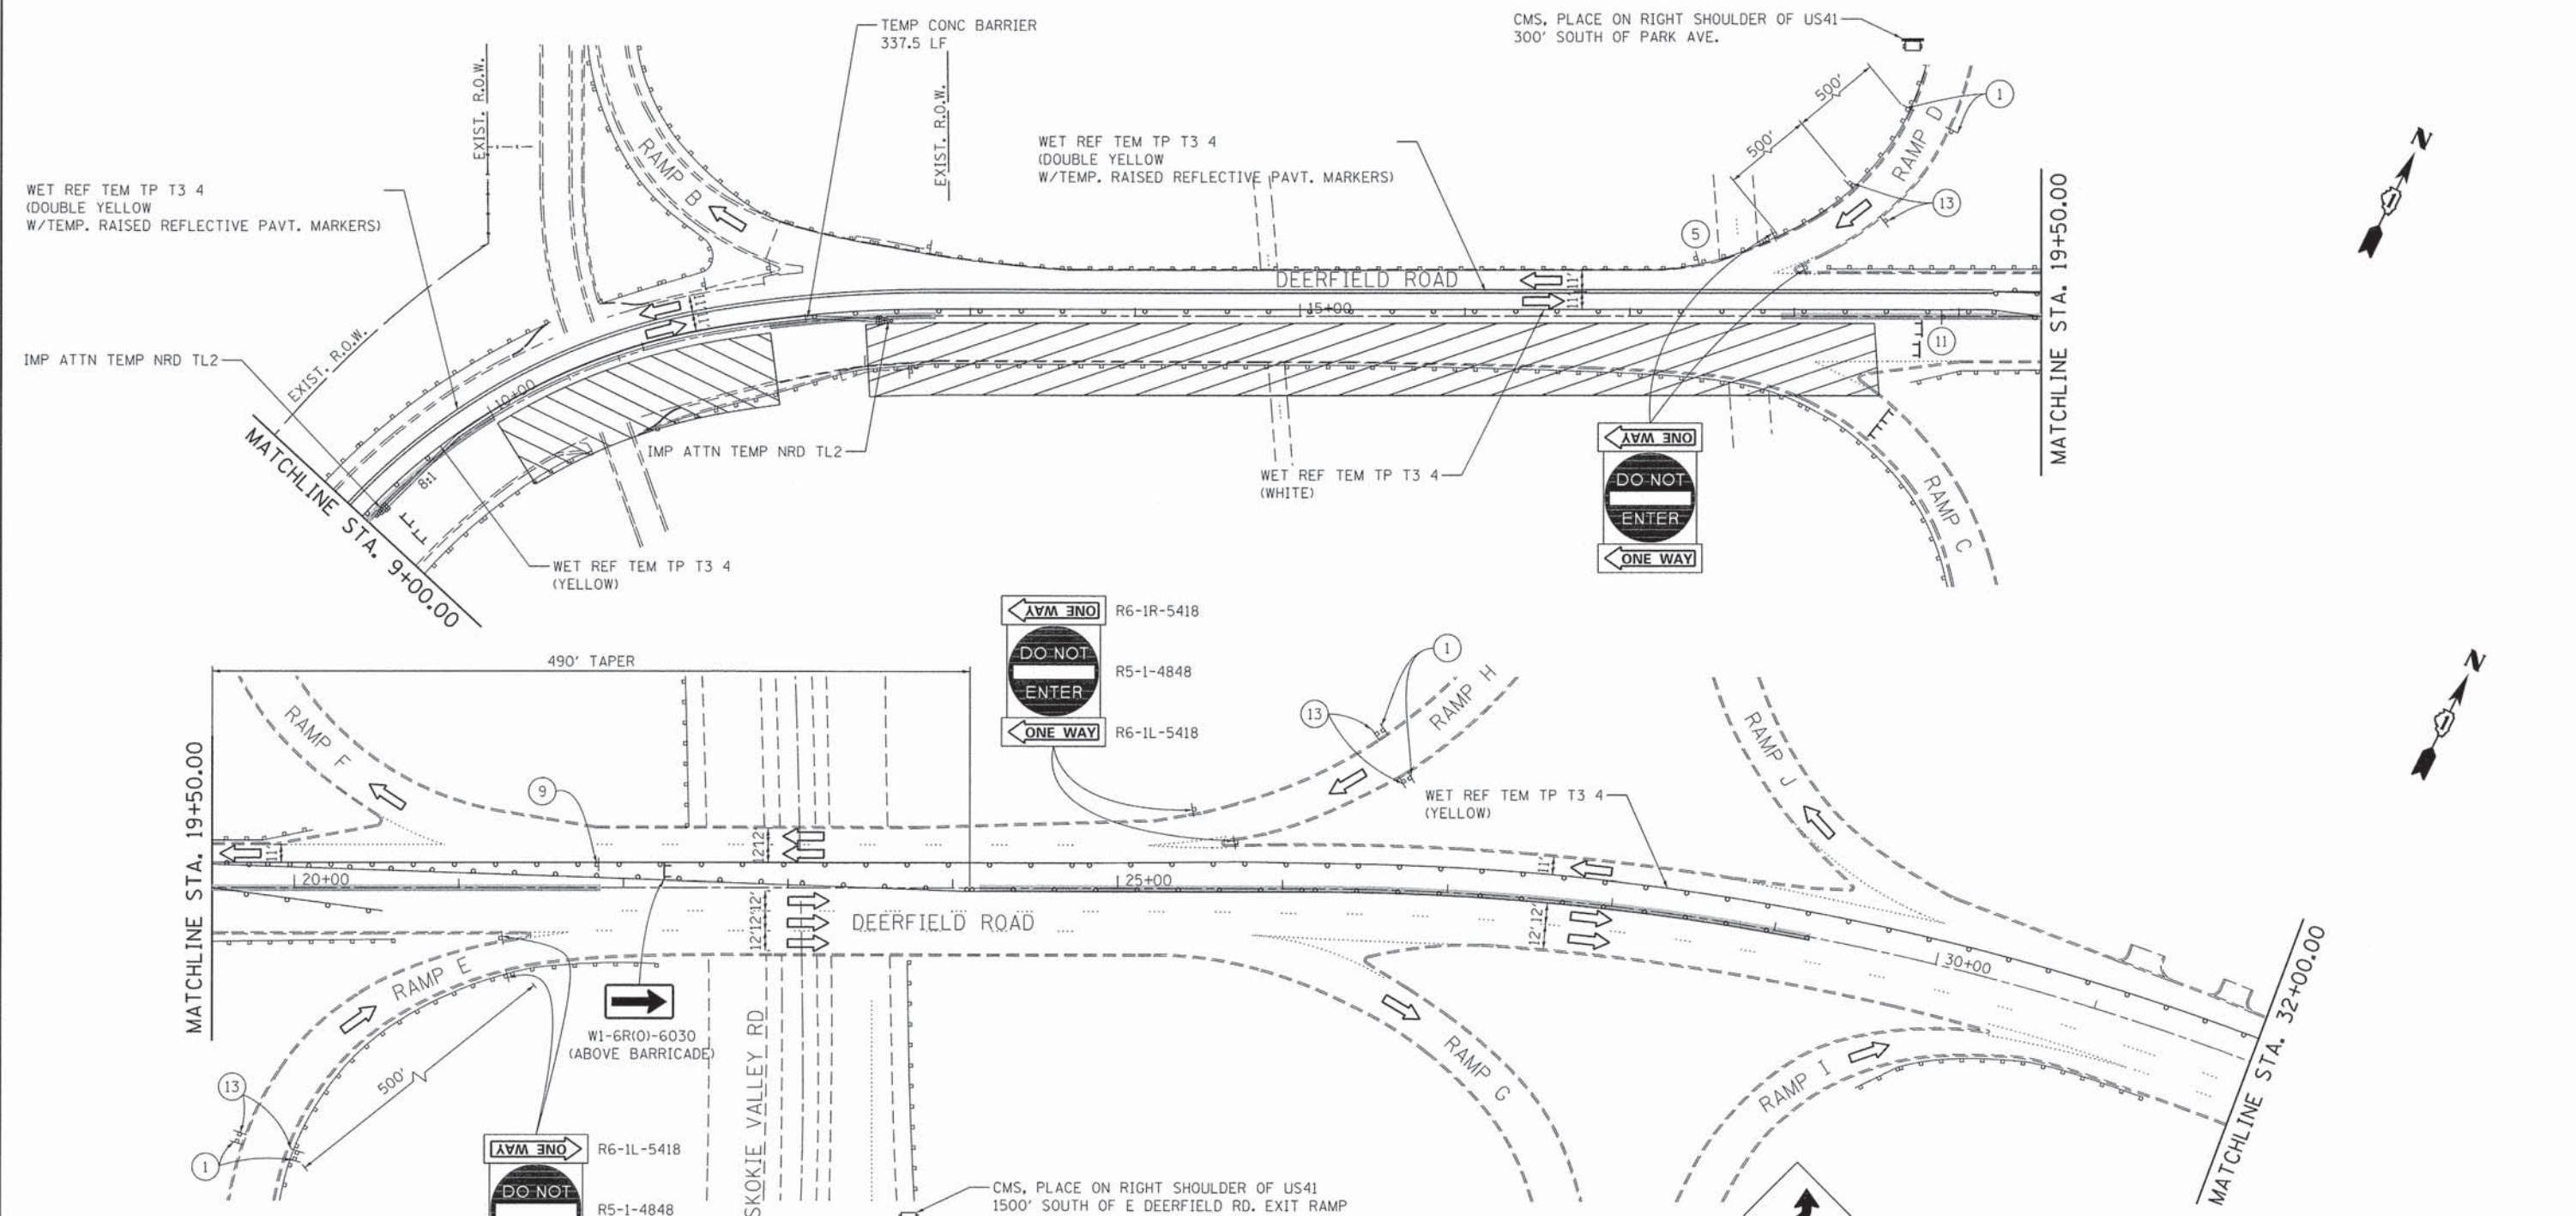 TEMP CONC BARRIER
337.5 LF
CMS, PLACE ON RIGHT SHOULDER OF US41
300' SOUTH OF PARK AVE.
EXIST. R.O.W.
EXIST. R.O.W.
WET REF TEM TP T3 4
(DOUBLE YELLOW
W/TEMP. RAISED REFLECTIVE PAVT. MARKERS)
WET REF TEM TP T3 4
(DOUBLE YELLOW
W/TEMP. RAISED REFLECTIVE PAVT. MARKERS)
RAMP B
500'
500'
1
RAMP D
13
5
N
MATCHLINE STA. 19+50.00
DEERFIELD ROAD
11'
11'
15+00
11'
11
IMP ATTN TEMP NRD TL2
EXIST. R.O.W.
10+00
8:1
IMP ATTN TEMP NRD TL2
WET REF TEM TP T3 4
(WHITE)
WET REF TEM TP T3 4
(YELLOW)
MATCHLINE STA. 9+00.00
ONE WAY
DO NOT
ENTER
ONE WAY
RAMP C
490' TAPER
ONE WAY
R6-1R-5418
DO NOT
ENTER
R5-1-4848
ONE WAY
R6-1L-5418
1
13
RAMP H
RAMP J
N
RAMP F
9
WET REF TEM TP T3 4
(YELLOW)
MATCHLINE STA. 19+50.00
11'
12'
12'
11'
20+00
25+00
12'
12'
12'
DEERFIELD ROAD
12'
12'
30+00
RAMP E
500'
13
1
W1-6R(O)-6030
(ABOVE BARRICADE)
SKOKIE VALLEY RD
RAMP G
RAMP I
MATCHLINE STA. 32+00.00
ONE WAY
R6-1L-5418
DO NOT
R5-1-4848
CMS, PLACE ON RIGHT SHOULDER OF US41
1500' SOUTH OF E DEERFIELD RD. EXIT RAMP